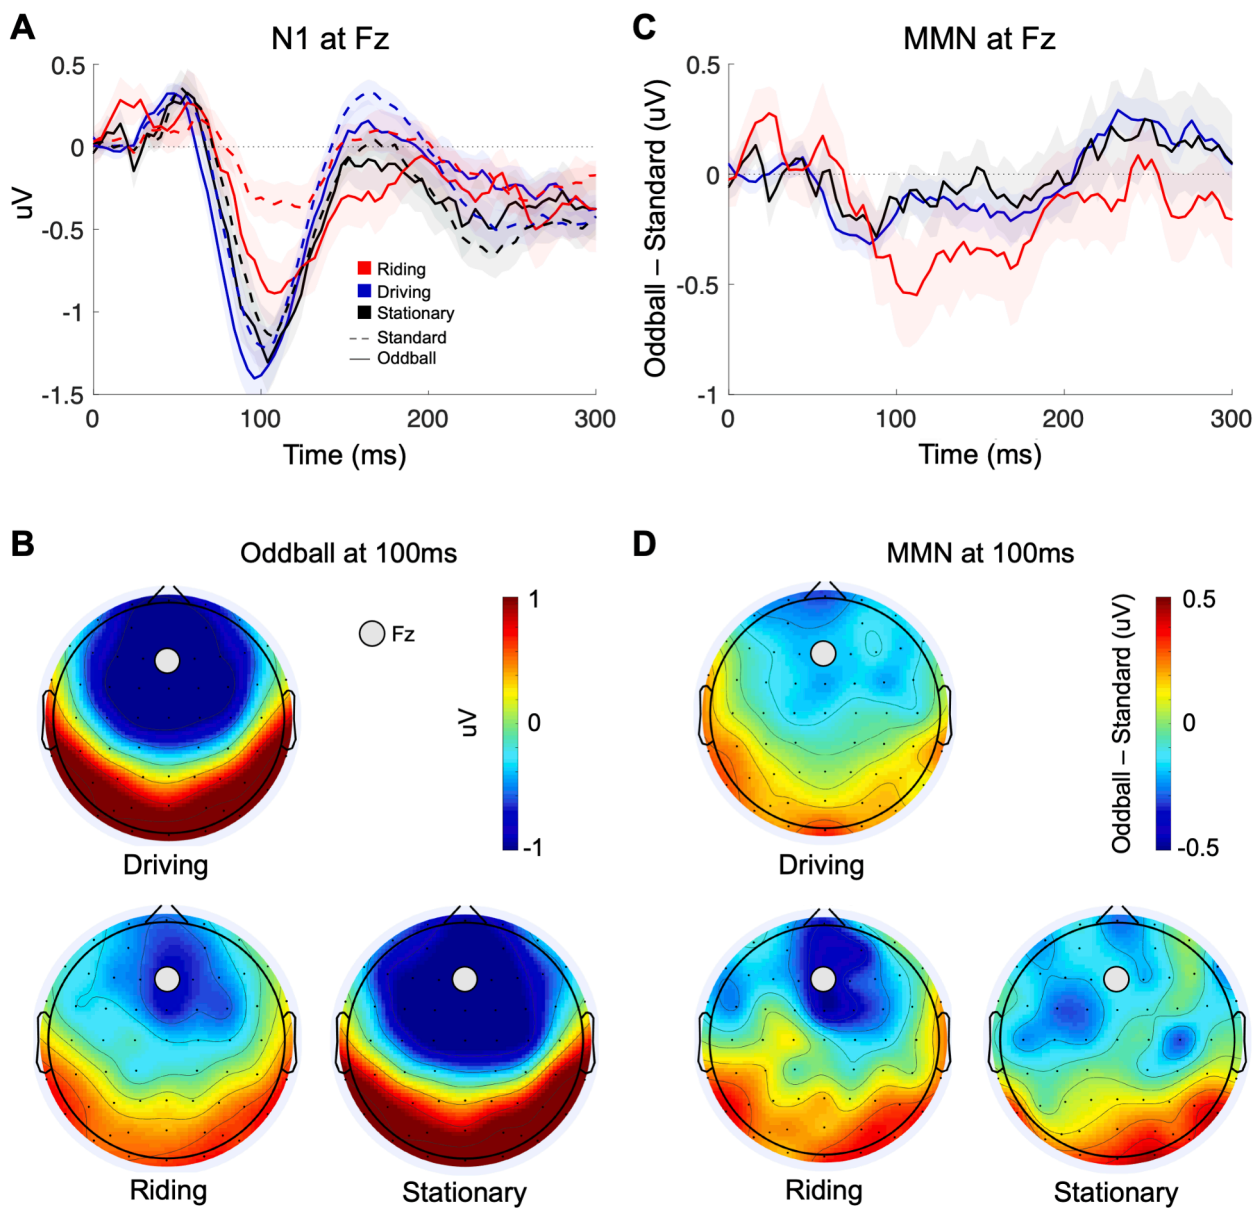 A
N1 at Fz
0.5
0
-0.5
-1
-1.5
uV
0
100
200
300
Time (ms)
Riding
Driving
Stationary
Standard
Oddball
C
MMN at Fz
0.5
0
-0.5
-1
Oddball – Standard (uV)
0
100
200
300
Time (ms)
B
Oddball at 100ms
Fz
uV
1
0
-1
Driving
Riding
Stationary
D
MMN at 100ms
Oddball – Standard (uV)
0.5
0
-0.5
Driving
Riding
Stationary